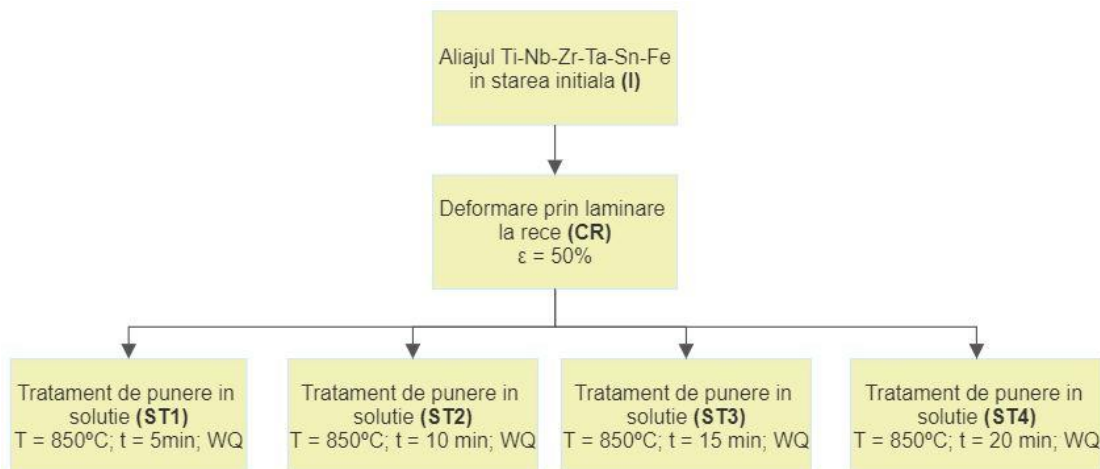 Aliajul Ti-Nb-Zr-Ta-Sn-Fe
in starea initiala (I)
Deformare prin laminare
la rece (CR)
ε = 50%
Tratament de punere in
solutie (ST1)
T = 850ºC; t = 5min; WQ
Tratament de punere in
solutie (ST2)
T = 850ºC; t = 10 min; WQ
Tratament de punere in
solutie (ST3)
T = 850ºC; t = 15 min; WQ
Tratament de punere in
solutie (ST4)
T = 850ºC; t = 20 min; WQ